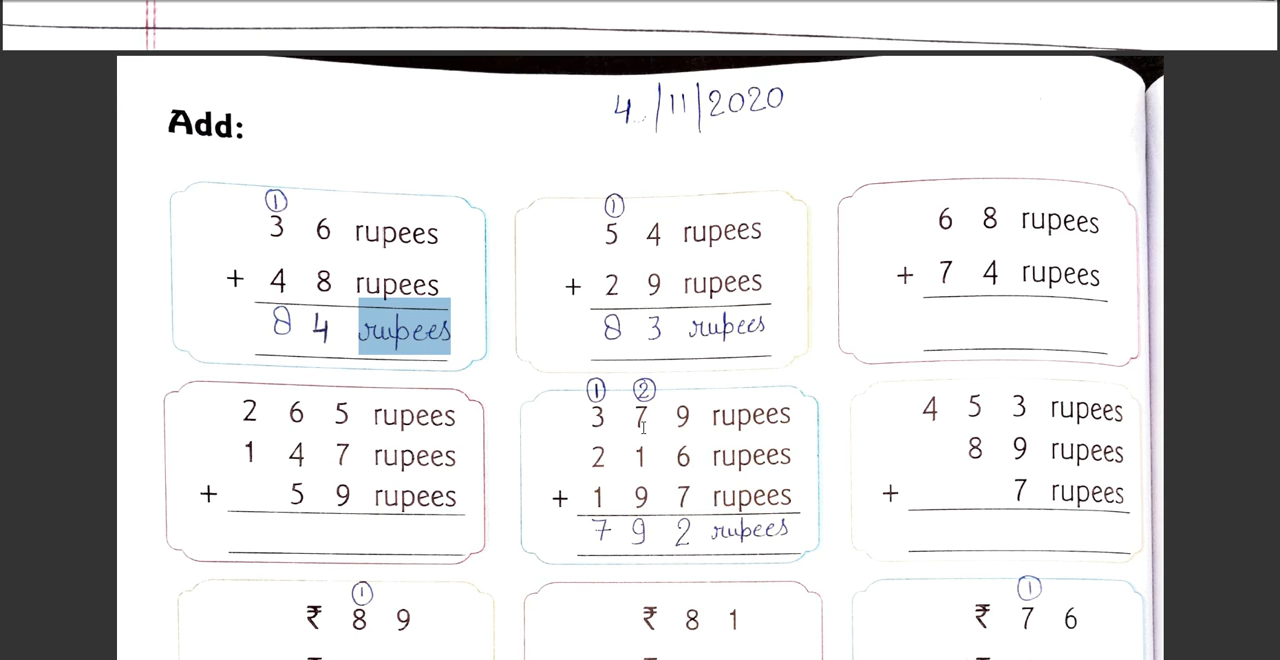 4/11/2020
Add:
①
3 6 rupees
+ 4 8 rupees
8 4 rupees
①
5 4 rupees
+ 2 9 rupees
8 3 rupees
6 8 rupees
+ 7 4 rupees
2 6 5 rupees
1 4 7 rupees
+ 5 9 rupees
① ②
3 7 9 rupees
2 1 6 rupees
+ 1 9 7 rupees
7 9 2 rupees
4 5 3 rupees
8 9 rupees
+ 7 rupees
①
₹ 8 9
₹ 8 1
①
₹ 7 6